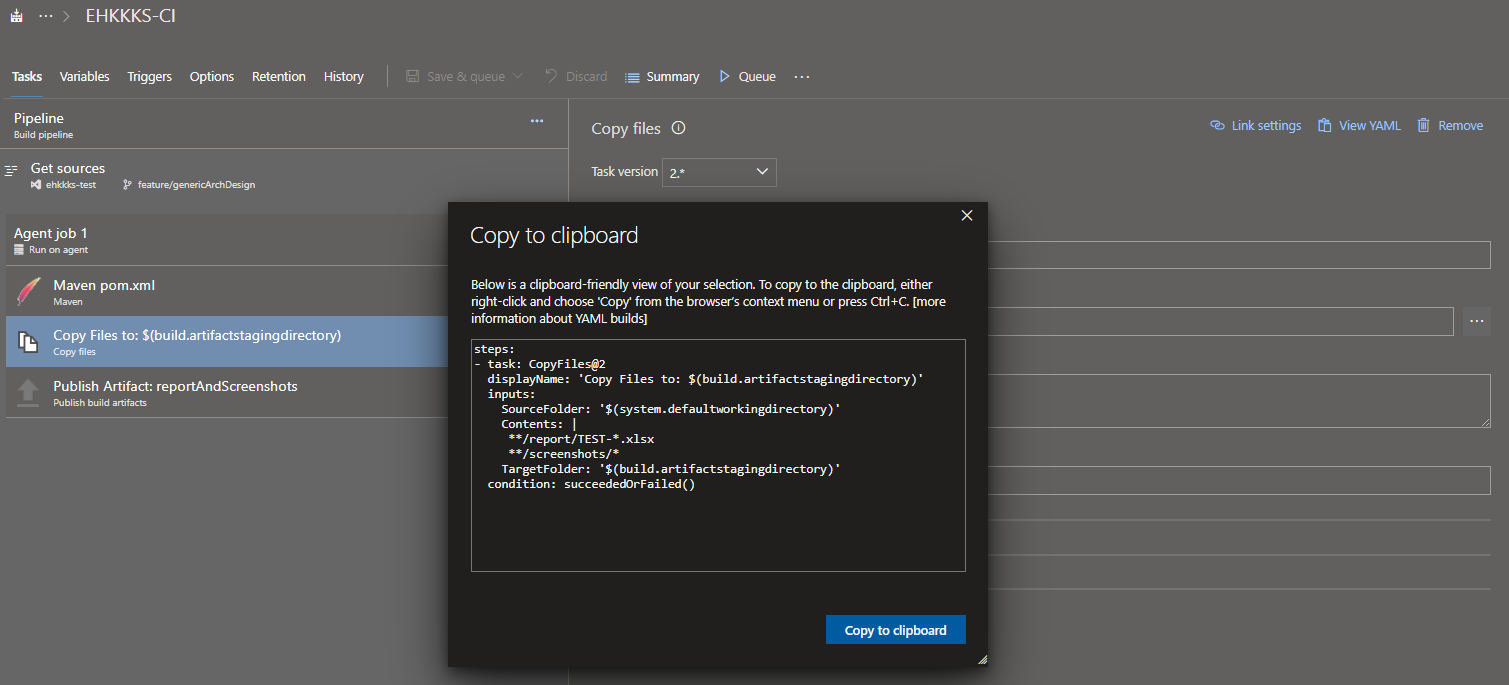 EHKKKS-CI
Tasks Variables Triggers Options Retention History Save & queue Discard Summary Queue
Pipeline
Build pipeline
Get sources
ehkkks-test feature/genericArchDesign
Agent job 1
Run on agent
Maven pom.xml
Maven
Copy Files to: $(build.artifactstagingdirectory)
Copy files
Publish Artifact: reportAndScreenshots
Publish build artifacts
Copy files
Link settings View YAML Remove
Task version 2.*
Copy to clipboard
Below is a clipboard-friendly view of your selection. To copy to the clipboard, either
right-click and choose 'Copy' from the browser's context menu or press Ctrl+C. [more
information about YAML builds]
steps:
- task: CopyFiles@2
  displayName: 'Copy Files to: $(build.artifactstagingdirectory)'
  inputs:
    SourceFolder: '$(system.defaultworkingdirectory)'
    Contents: |
     **/report/TEST-*.xlsx
     **/screenshots/*
    TargetFolder: '$(build.artifactstagingdirectory)'
  condition: succeededOrFailed()
Copy to clipboard